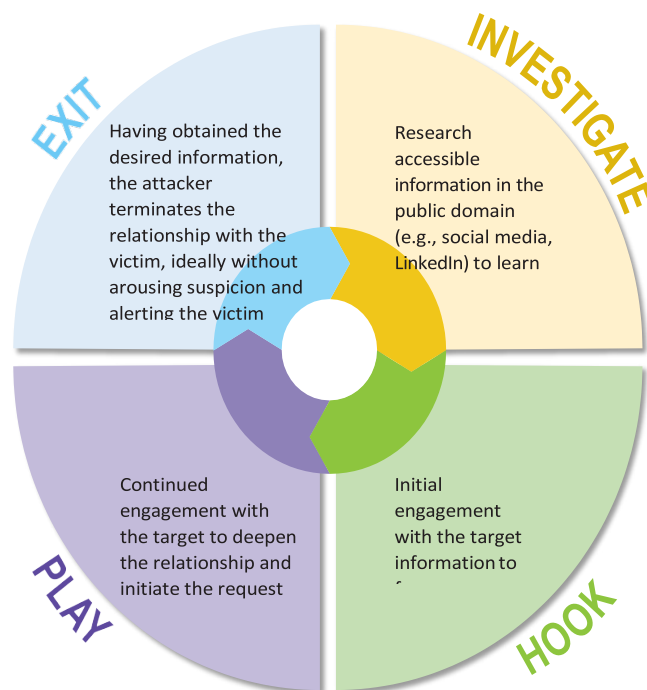 EXIT
Having obtained the
desired information,
the attacker
terminates the
relationship with the
victim, ideally without
arousing suspicion and
alerting the victim
INVESTIGATE
Research
accessible
information in the
public domain
(e.g., social media,
LinkedIn) to learn
PLAY
Continued
engagement with
the target to deepen
the relationship and
initiate the request
HOOK
Initial
engagement
with the target
information to